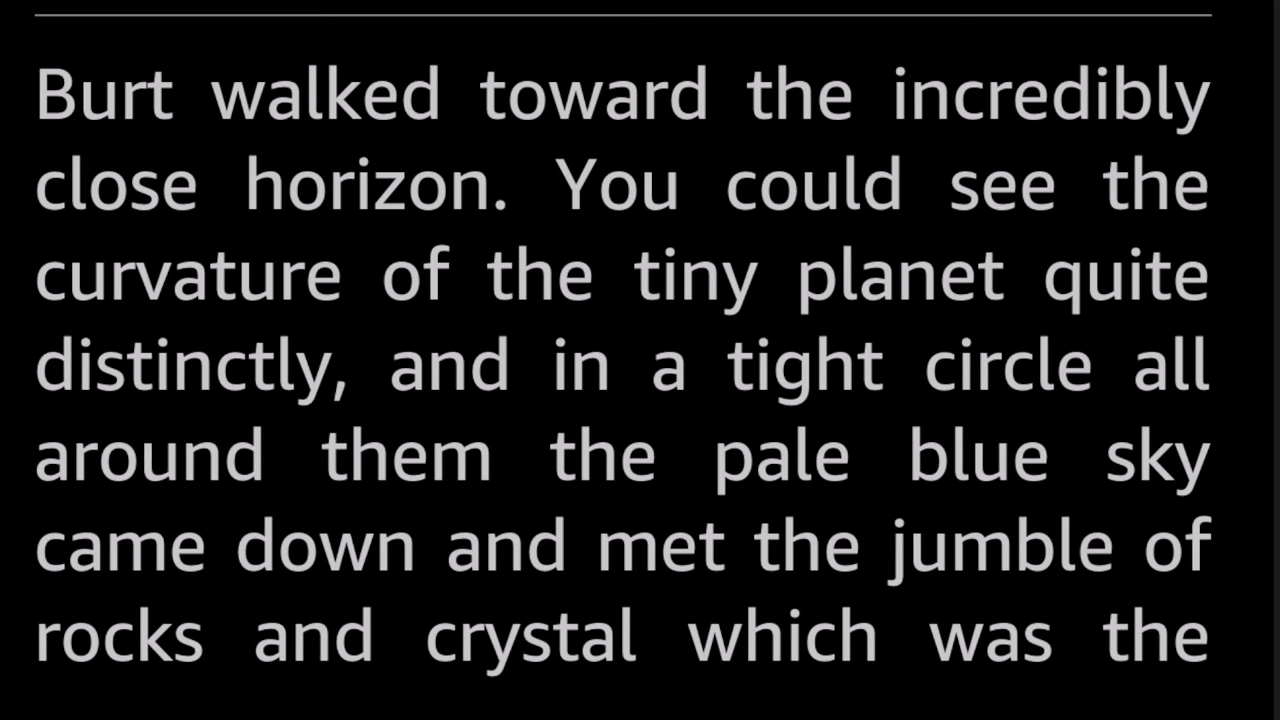 Burt walked toward the incredibly
close horizon. You could see the
curvature of the tiny planet quite
distinctly, and in a tight circle all
around them the pale blue sky
came down and met the jumble of
rocks and crystal which was the